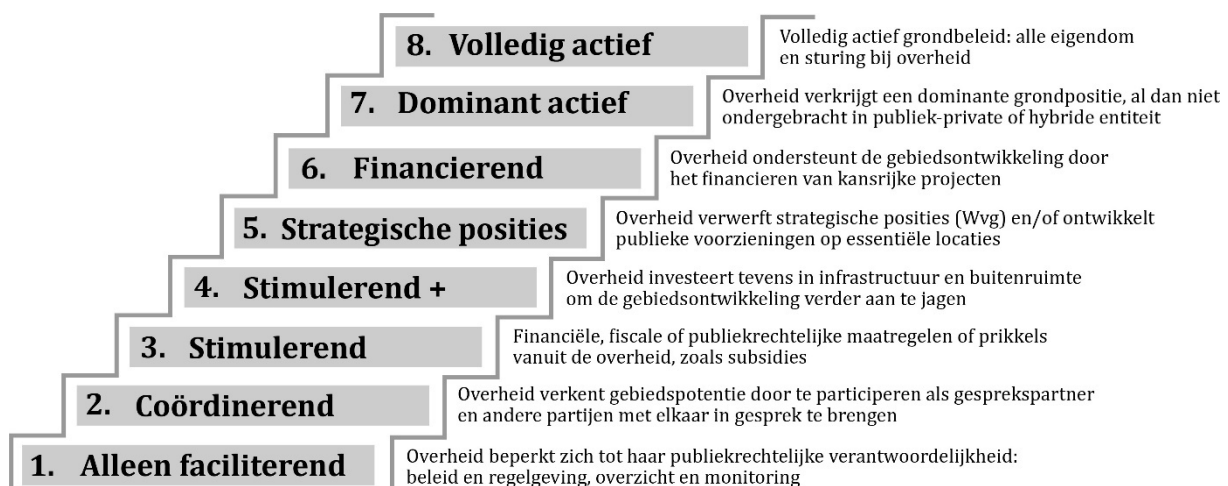 8. Volledig actief
Volledig actief grondbeleid: alle eigendom
en sturing bij overheid
7. Dominant actief
Overheid verkrijgt een dominante grondpositie, al dan niet
ondergebracht in publiek-private of hybride entiteit
6. Financierend
Overheid ondersteunt de gebiedsontwikkeling door
het financieren van kansrijke projecten
5. Strategische posities
Overheid verwerft strategische posities (Wvg) en/of ontwikkelt
publieke voorzieningen op essentiële locaties
4. Stimulerend +
Overheid investeert tevens in infrastructuur en buitenruimte
om de gebiedsontwikkeling verder aan te jagen
3. Stimulerend
Financiële, fiscale of publiekrechtelijke maatregelen of prikkels
vanuit de overheid, zoals subsidies
2. Coördinerend
Overheid verkent gebiedspotentie door te participeren als gesprekspartner
en andere partijen met elkaar in gesprek te brengen
1. Alleen faciliterend
Overheid beperkt zich tot haar publiekrechtelijke verantwoordelijkheid:
beleid en regelgeving, overzicht en monitoring